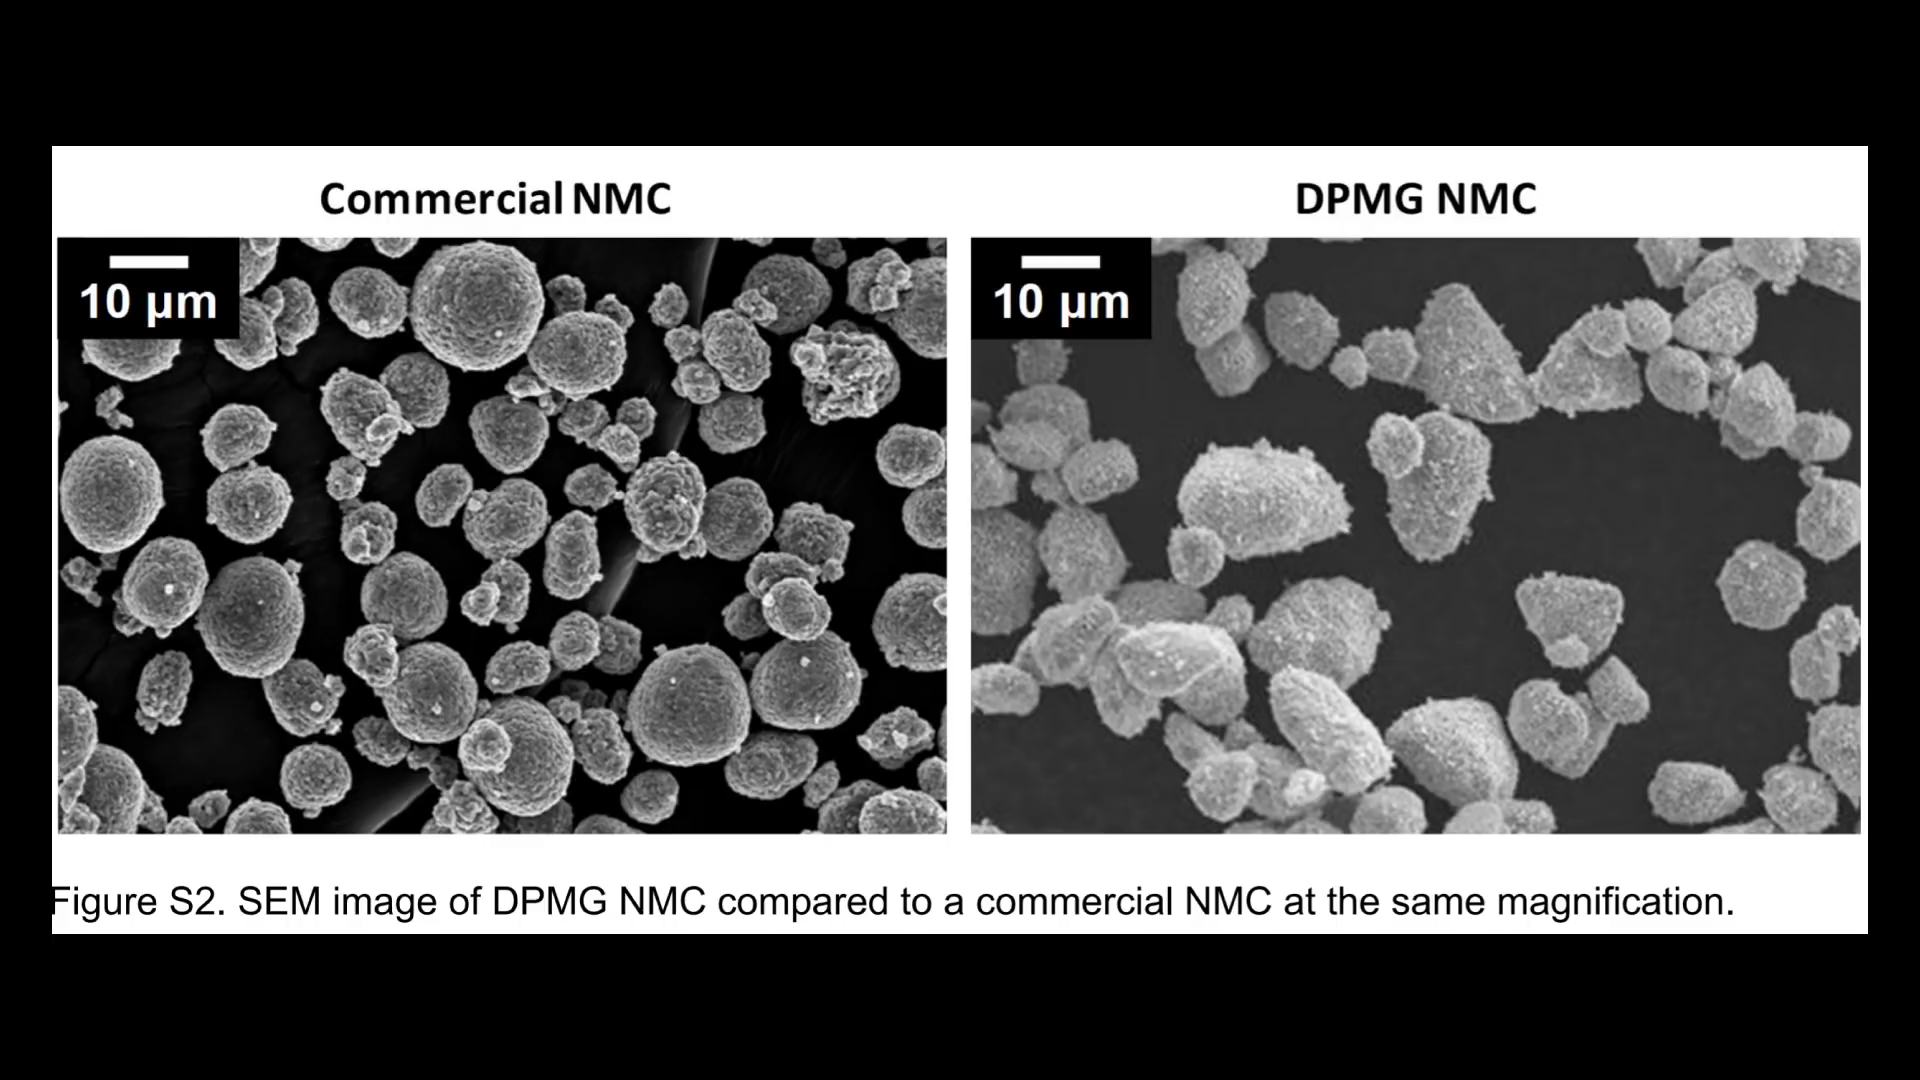 Commercial NMC
DPMG NMC
10 μm
10 μm
Figure S2. SEM image of DPMG NMC compared to a commercial NMC at the same magnification.